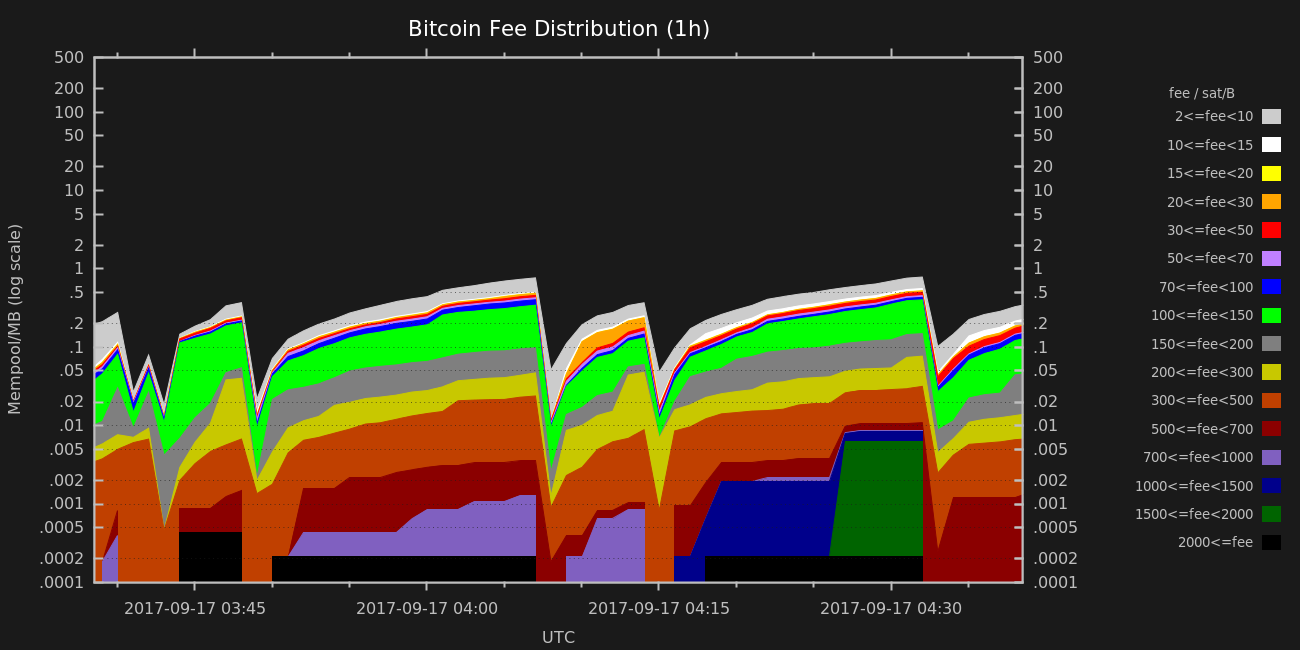 Bitcoin Fee Distribution (1h)
500
200
100
50
20
10
5
2
1
.5
.2
.1
.05
.02
.01
.005
.002
.001
.0005
.0002
.0001
Mempool/MB (log scale)
500
200
100
50
20
10
5
2
1
.5
.2
.1
.05
.02
.01
.005
.002
.001
.0005
.0002
.0001
2017-09-17 03:45
2017-09-17 04:00
2017-09-17 04:15
2017-09-17 04:30
UTC
fee / sat/B
2<=fee<10
10<=fee<15
15<=fee<20
20<=fee<30
30<=fee<50
50<=fee<70
70<=fee<100
100<=fee<150
150<=fee<200
200<=fee<300
300<=fee<500
500<=fee<700
700<=fee<1000
1000<=fee<1500
1500<=fee<2000
2000<=fee